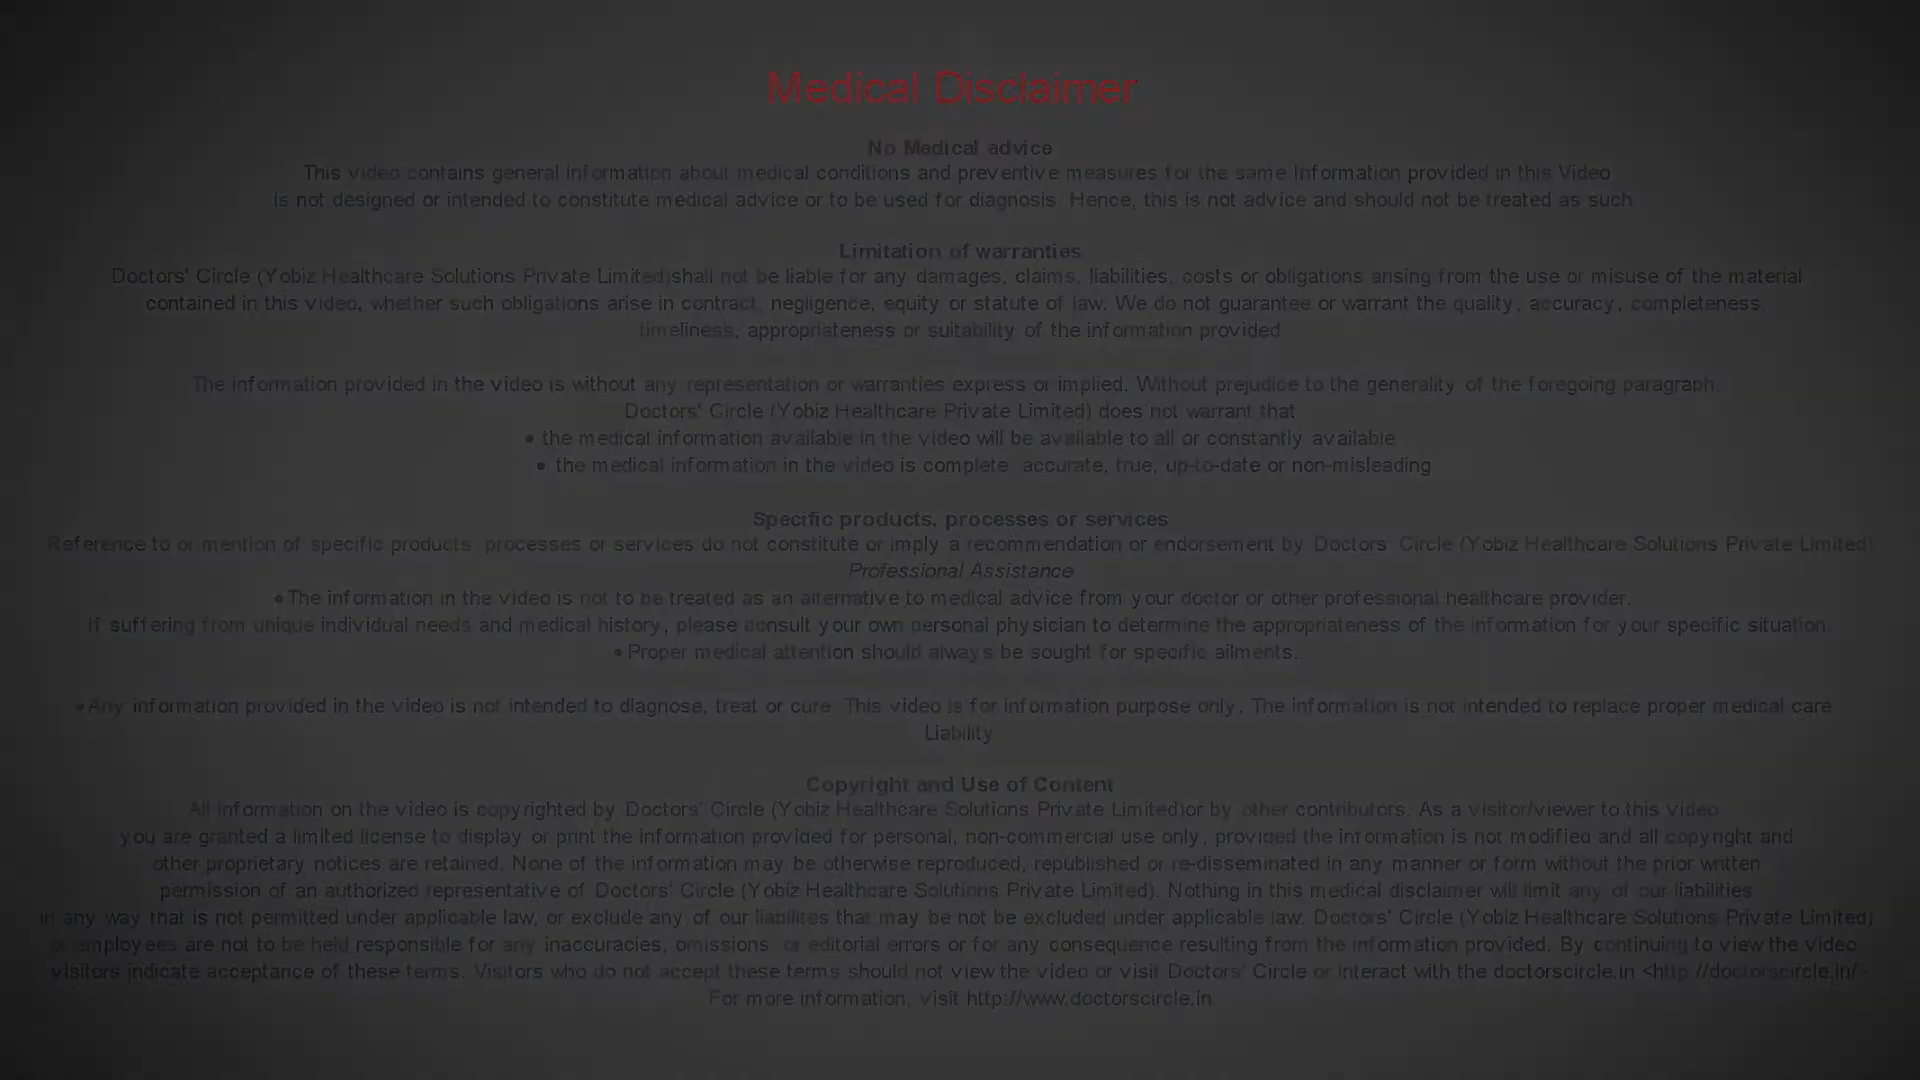 Medical Disclaimer
No Medical advice
This video contains general information about medical conditions and preventive measures for the same Information provided in this Video
is not designed or intended to constitute medical advice or to be used for diagnosis. Hence, this is not advice and should not be treated as such
Limitation of warranties
Doctors' Circle (Yobiz Healthcare Solutions Private Limited)shall not be liable for any damages, claims, liabilities, costs or obligations arising from the use or misuse of the material
contained in this video, whether such obligations arise in contract, negligence, equity or statute of law. We do not guarantee or warrant the quality, accuracy, completeness
timeliness, appropriateness or suitability of the information provided
The information provided in the video is without any representation or warranties express or implied. Without prejudice to the generality of the foregoing paragraph.
Doctors' Circle (Yobiz Healthcare Private Limited) does not warrant that
• the medical information available in the video will be available to all or constantly available
• the medical information in the video is complete accurate, true, up-to-date or non-misleading
Specific products, processes or services
Reference to or mention of specific products, processes or services do not constitute or imply a recommendation or endorsement by Doctors' Circle (Yobiz Healthcare Solutions Private Limited)
Professional Assistance
• The information in the video is not to be treated as an alternative to medical advice from your doctor or other professional healthcare provider.
If suffering from unique individual needs and medical history, please consult your own personal physician to determine the appropriateness of the information for your specific situation.
• Proper medical attention should always be sought for specific ailments.
• Any information provided in the video is not intended to diagnose, treat or cure. This video is for information purpose only. The information is not intended to replace proper medical care
Liability
Copyright and Use of Content
All Information on the video is copyrighted by Doctors' Circle (Yobiz Healthcare Solutions Private Limited)or by other contributors. As a visitor/viewer to this video
you are granted a limited license to display or print the information provided for personal, non-commercial use only, provided the information is not modified and all copyright and
other proprietary notices are retained. None of the information may be otherwise reproduced, republished or re-disseminated in any manner or form without the prior written
permission of an authorized representative of Doctors' Circle (Yobiz Healthcare Solutions Private Limited). Nothing in this medical disclaimer will limit any of our liabilities
in any way that is not permitted under applicable law, or exclude any of our liabilites that may be not be excluded under applicable law. Doctors' Circle (Yobiz Healthcare Solutions Private Limited)
or employees are not to be held responsible for any inaccuracies, omissions or editorial errors or for any consequence resulting from the information provided. By continuing to view the video
visitors indicate acceptance of these terms. Visitors who do not accept these terms should not view the video or visit Doctors' Circle or interact with the doctorscircle.in <http://doctorscircle.in/>
For more information, visit http://www.doctorscircle.in